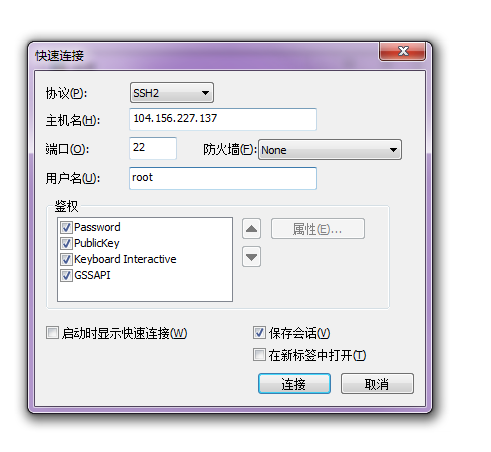 快速连接
协议(P): SSH2
主机名(H): 104.156.227.137
端口(O): 22 防火墙(F): None
用户名(U): root
鉴权
Password
PublicKey
Keyboard Interactive
GSSAPI
属性(E)...
启动时显示快速连接(W) 保存会话(V)
在新标签中打开(T)
连接 取消